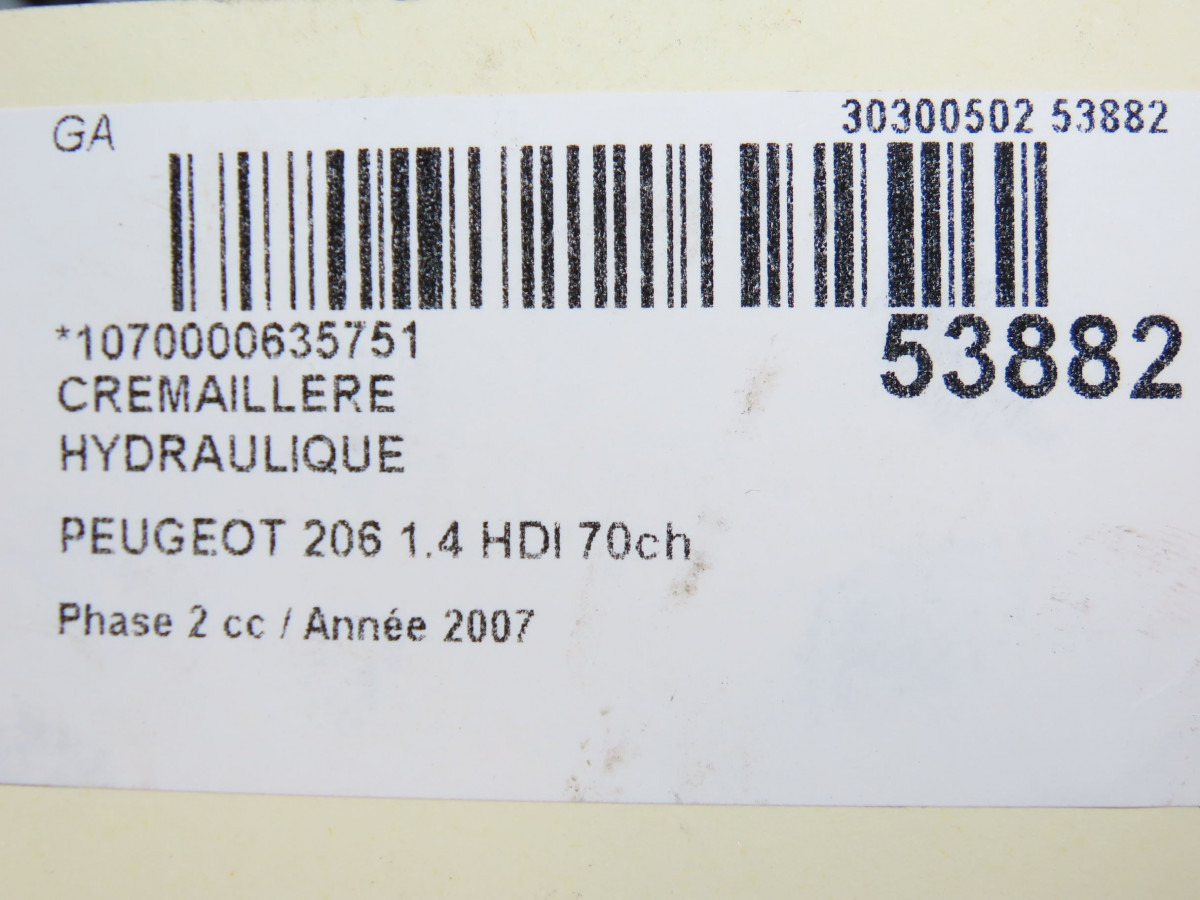 GA
30300502 53882
*1070000635751
53882
CREMAILLERE
HYDRAULIQUE
PEUGEOT 206 1.4 HDI 70ch
Phase 2 cc / Année 2007